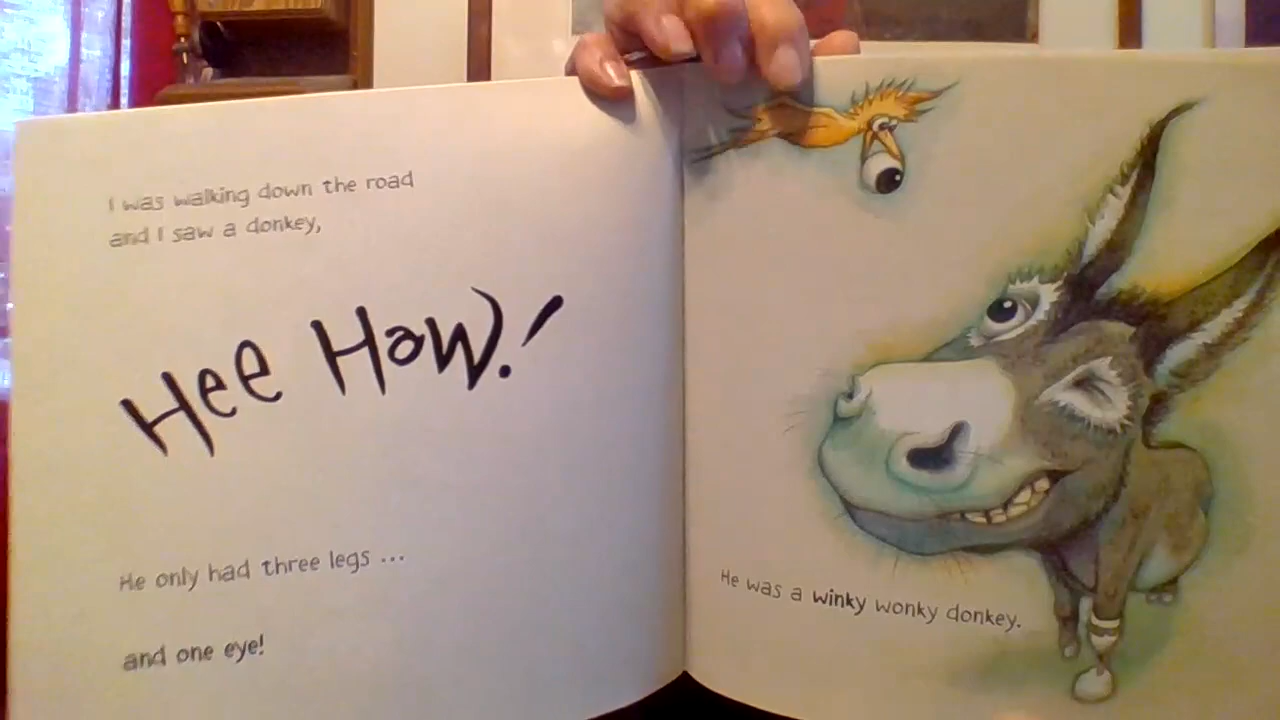 I was walking down the road
and I saw a donkey,
Hee Haw!
He only had three legs ...
and one eye!
He was a winky wonky donkey.